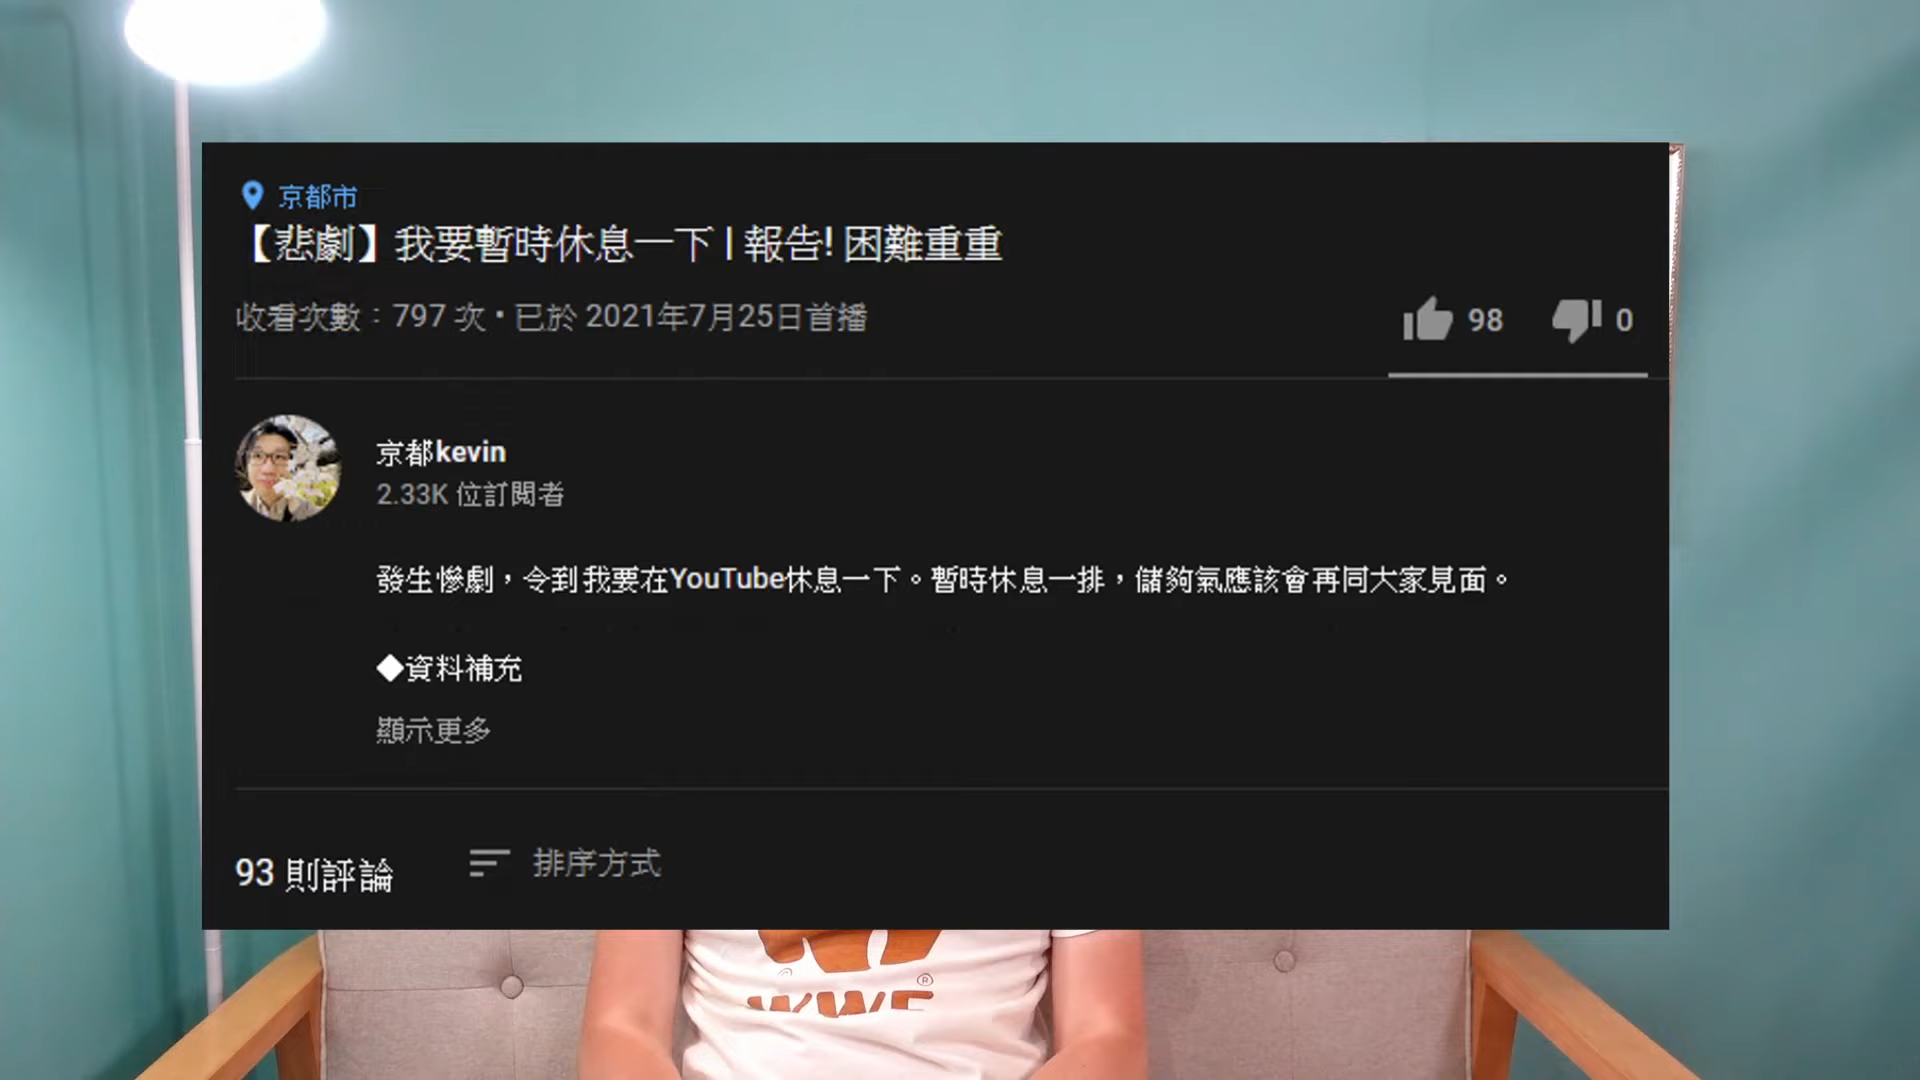 京都市
【悲劇】我要暫時休息一下 | 報告! 困難重重
收看次數：797 次 • 已於 2021年7月25日首播
98 0
京都kevin
2.33K 位訂閱者
發生慘劇，令到我要在YouTube休息一下。暫時休息一排，儲夠氣應該會再同大家見面。
◆資料補充
顯示更多
93 則評論 排序方式
WWF